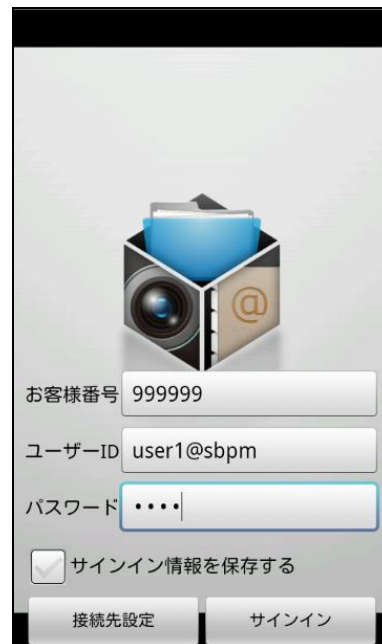 @
お客様番号 999999
ユーザーID user1@sbpm
パスワード ••••
サインイン情報を保存する
接続先設定 サインイン